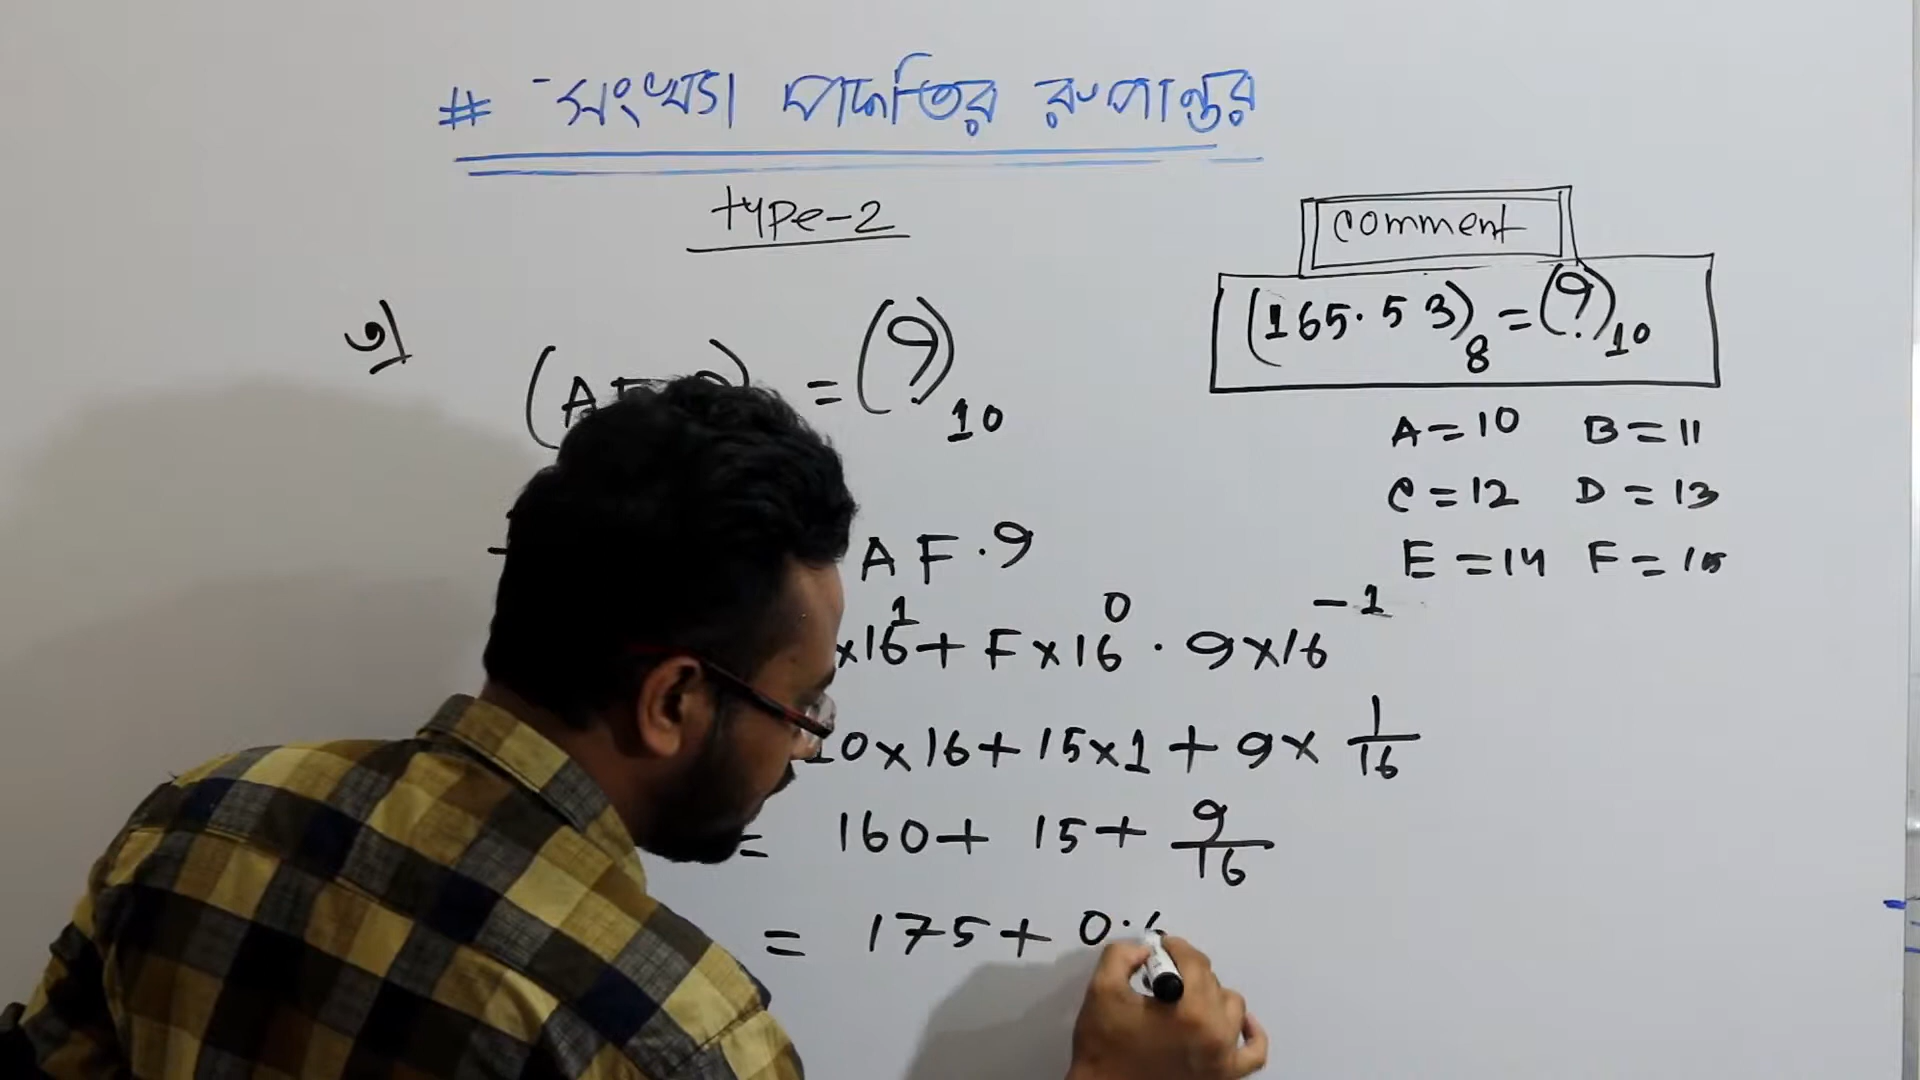 # সংখ্যা পদ্ধতির রুপান্তর
type-2
comment
(165.53)8 = (?)10
৩)
= (?)10
A=10 B=11
C=12 D=13
E=14 F=15
AF.9
×16^1 + F×16^0 . 9×16^-1
10×16+15×1+9×1/16
= 160+15+9/16
= 175+0.